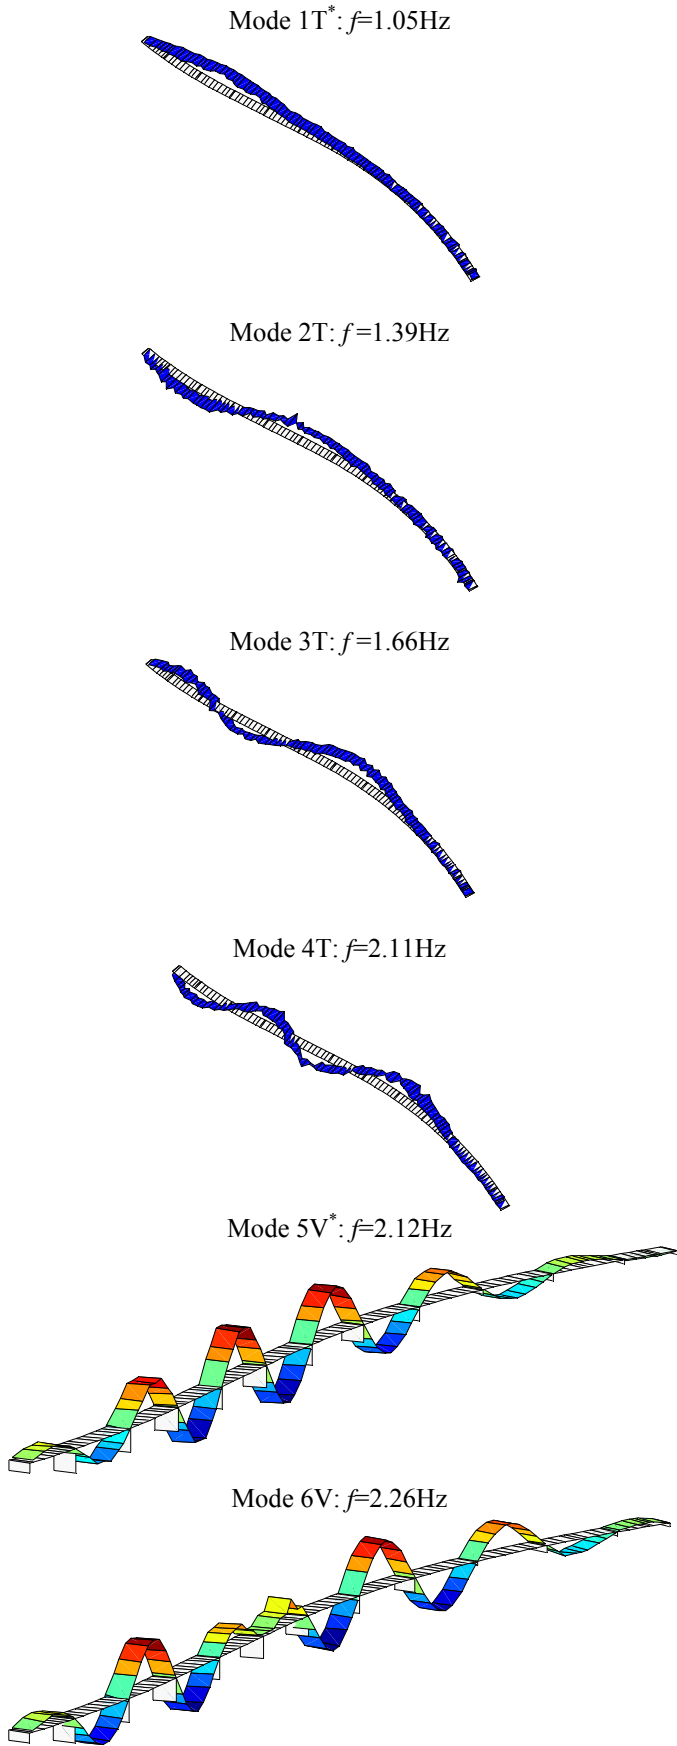 Mode 1T*: f=1.05Hz
Mode 2T: f =1.39Hz
Mode 3T: f =1.66Hz
Mode 4T: f=2.11Hz
Mode 5V*: f=2.12Hz
Mode 6V: f=2.26Hz